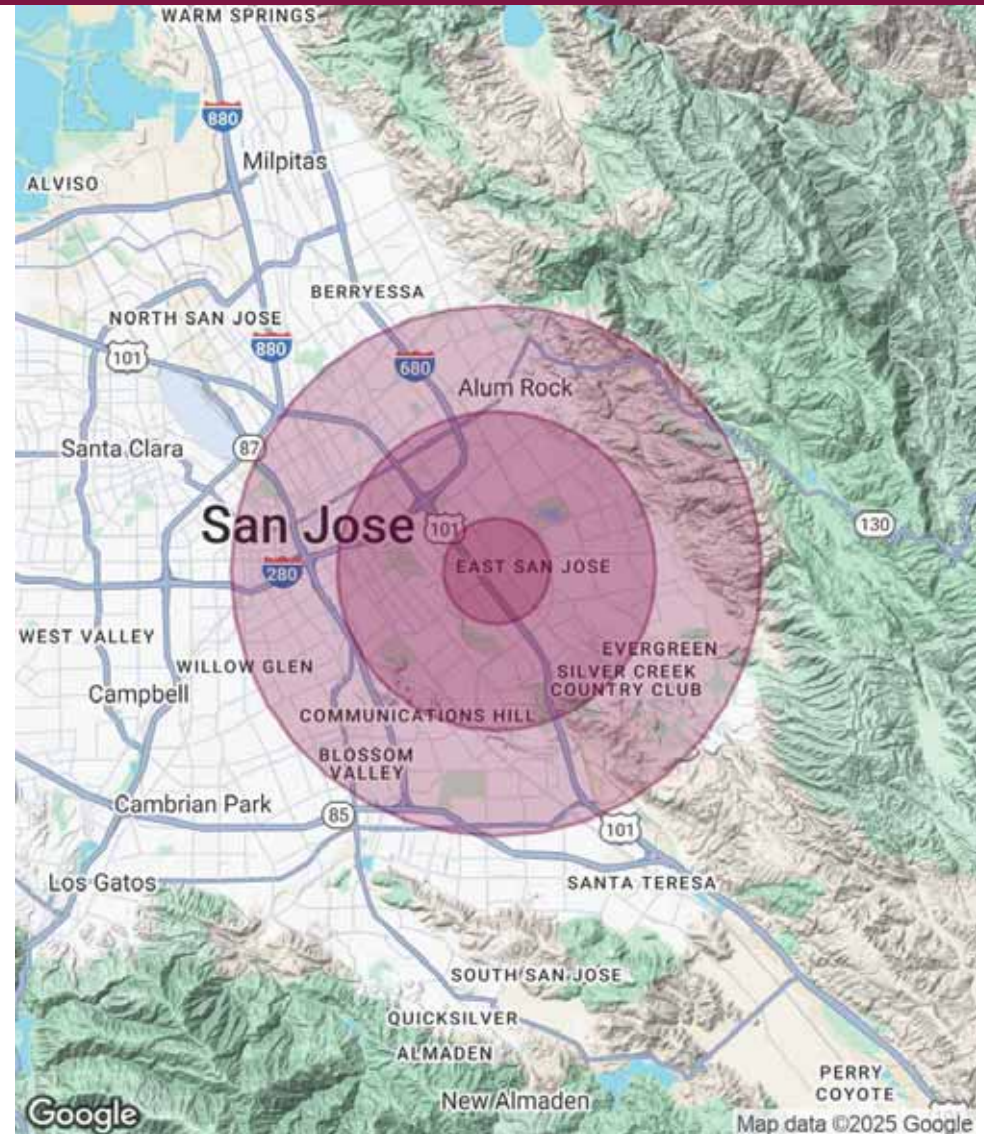 WARM SPRINGS
880
Milpitas
ALVISO
BERRYESSA
NORTH SAN JOSE
880
101
680
Alum Rock
Santa Clara
87
San Jose
101
130
280
EAST SAN JOSE
WEST VALLEY
EVERGREEN
WILLOW GLEN
SILVER CREEK
COUNTRY CLUB
Campbell
COMMUNICATIONS HILL
BLOSSOM
VALLEY
Cambrian Park
85
101
Los Gatos
SANTA TERESA
SOUTH SAN JOSE
QUICKSILVER
ALMADEN
PERRY
COYOTE
New Almaden
Google
Map data ©2025 Google